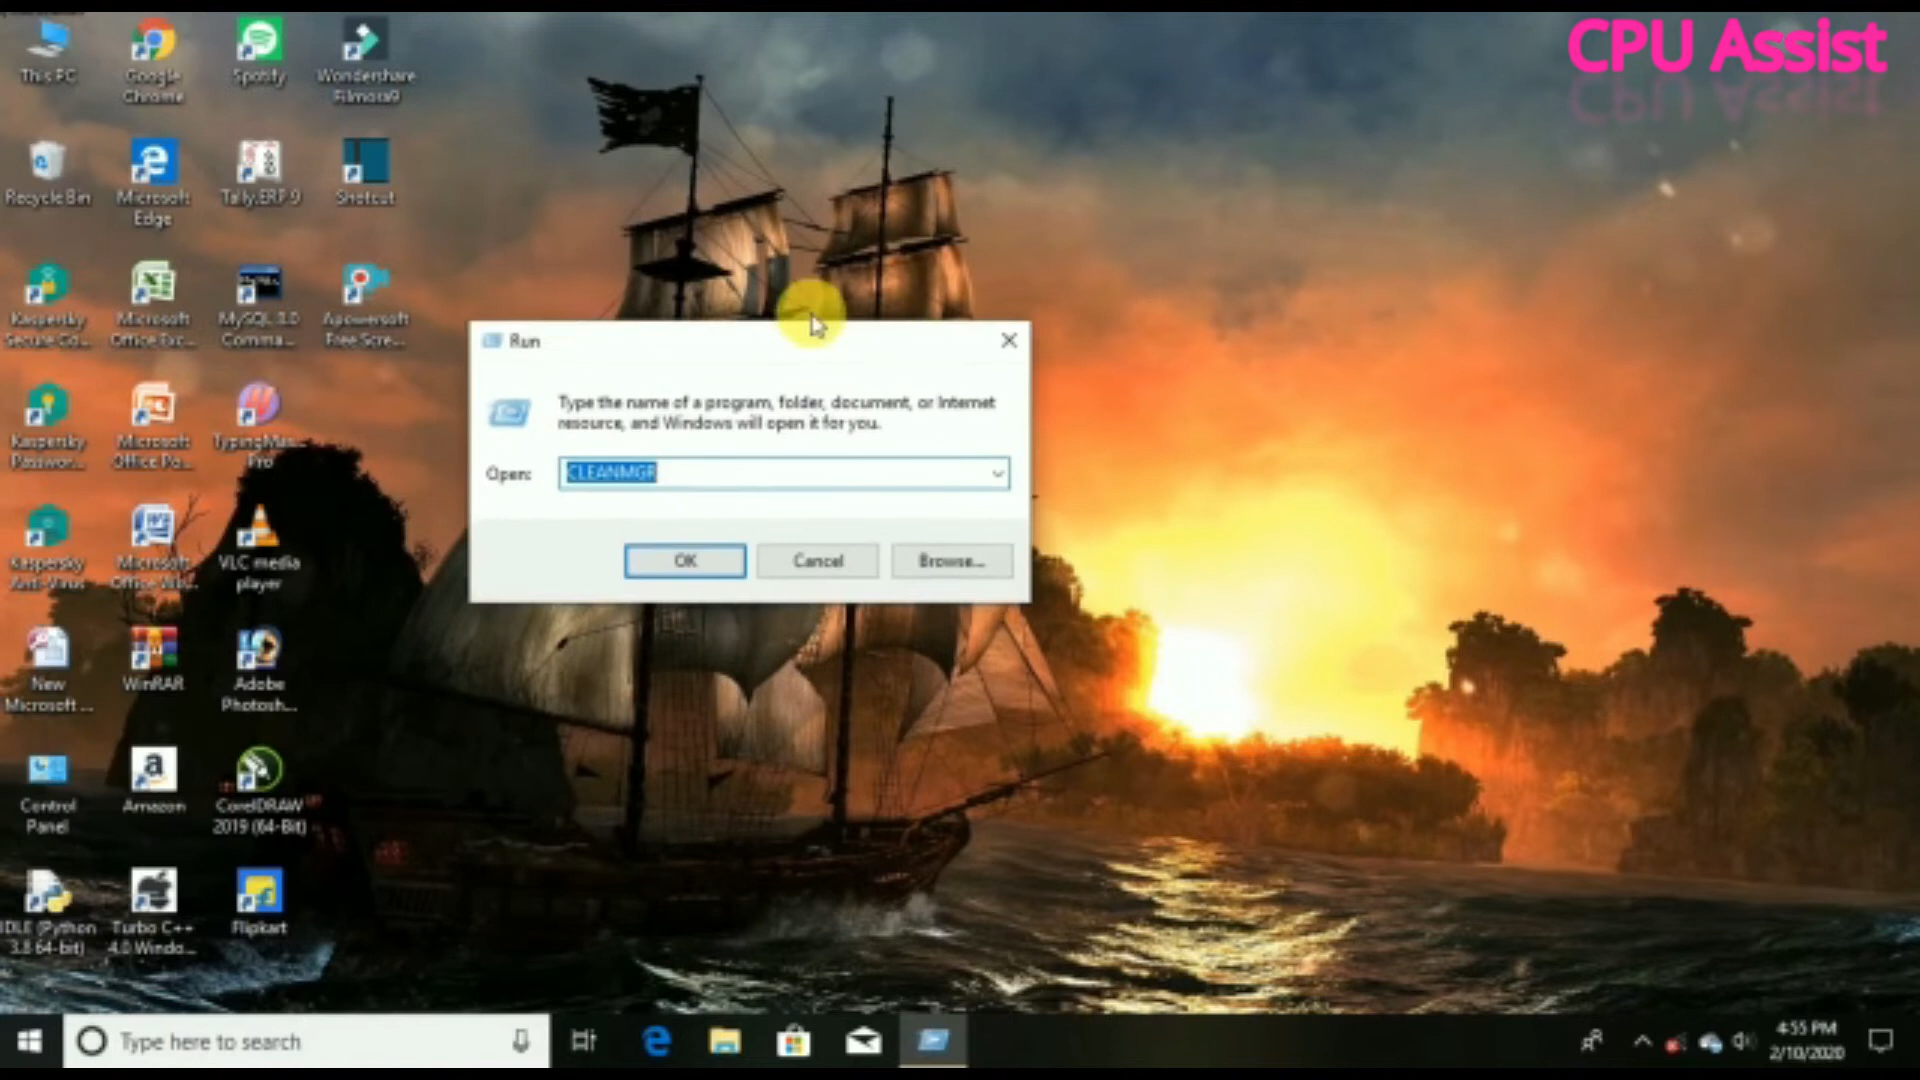 CPU Assist
This PC
Google
Chrome
Spotify
Wondershare
Filmora9
Recycle Bin
Microsoft
Edge
Tally.ERP 9
Shotcut
Kaspersky
Secure Co...
Microsoft
Office Exc...
MySQL 3.0
Comma...
Apowersoft
Free Scre...
Kaspersky
Passwor...
Microsoft
Office Po...
TypingMas...
Pro
Kaspersky
Anti-Virus
Microsoft
VLC media
player
New
Microsoft ...
WinRAR
Adobe
Photosh...
Control
Panel
Amazon
CorelDRAW
2019 (64-Bit)
IDLE (Python
3.8 64-bit)
Turbo C++
4.0 Windo...
Flipkart
Run
Type the name of a program, folder, document, or Internet
resource, and Windows will open it for you.
Open:
CLEANMGR
OK
Cancel
Browse...
Type here to search
4:55 PM
2/10/2020